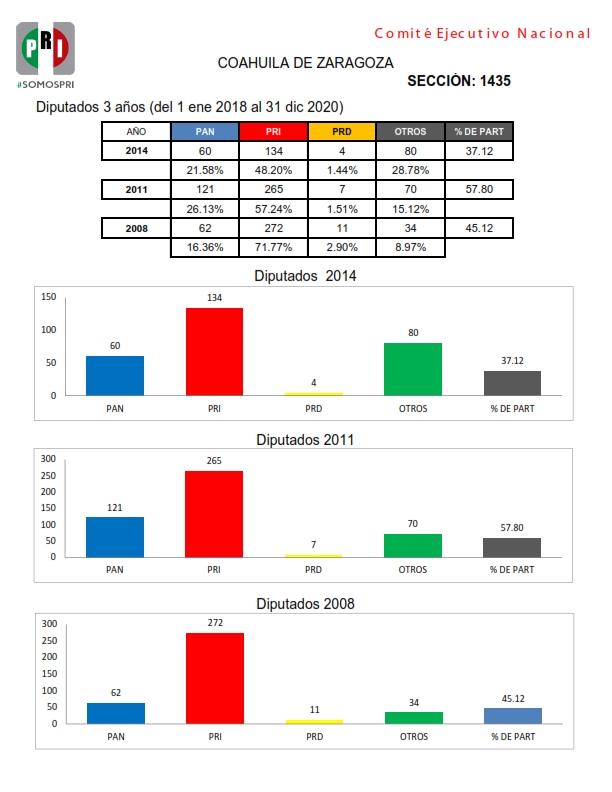 Comité Ejecutivo Nacional
PRI
#SOMOSPRI
COAHUILA DE ZARAGOZA
SECCIÓN: 1435
Diputados 3 años (del 1 ene 2018 al 31 dic 2020)
AÑO PAN PRI PRD OTROS % DE PART
2014 60 134 4 80 37.12
21.58% 48.20% 1.44% 28.78%
2011 121 265 7 70 57.80
26.13% 57.24% 1.51% 15.12%
2008 62 272 11 34 45.12
16.36% 71.77% 2.90% 8.97%
Diputados 2014
150
100
50
0
60
134
4
80
37.12
PAN PRI PRD OTROS % DE PART
Diputados 2011
300
250
200
150
100
50
0
121
265
7
70
57.80
PAN PRI PRD OTROS % DE PART
Diputados 2008
300
250
200
150
100
50
0
62
272
11
34
45.12
PAN PRI PRD OTROS % DE PART